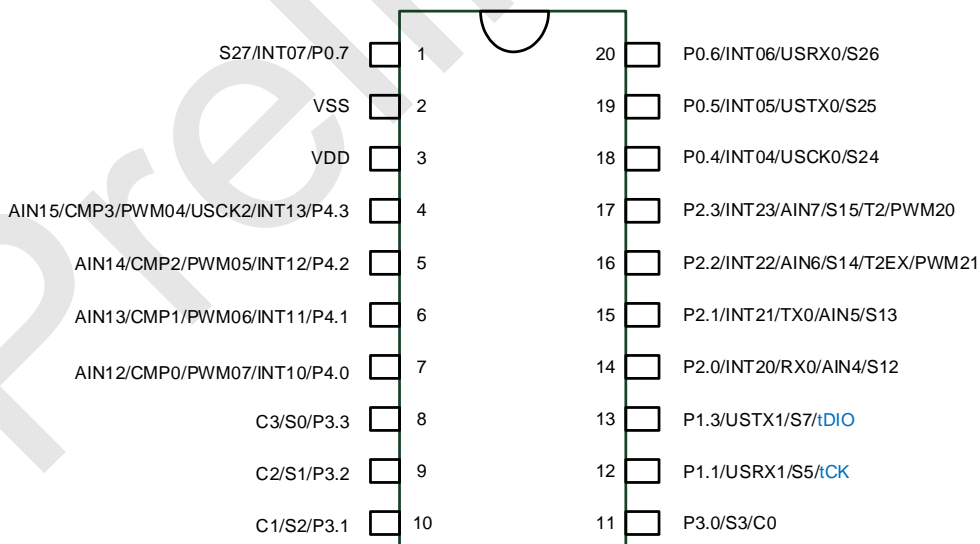 Prelim
S27/INT07/P0.7 1 20 P0.6/INT06/USRX0/S26
VSS 2 19 P0.5/INT05/USTX0/S25
VDD 3 18 P0.4/INT04/USCK0/S24
AIN15/CMP3/PWM04/USCK2/INT13/P4.3 4 17 P2.3/INT23/AIN7/S15/T2/PWM20
AIN14/CMP2/PWM05/INT12/P4.2 5 16 P2.2/INT22/AIN6/S14/T2EX/PWM21
AIN13/CMP1/PWM06/INT11/P4.1 6 15 P2.1/INT21/TX0/AIN5/S13
AIN12/CMP0/PWM07/INT10/P4.0 7 14 P2.0/INT20/RX0/AIN4/S12
C3/S0/P3.3 8 13 P1.3/USTX1/S7/tDIO
C2/S1/P3.2 9 12 P1.1/USRX1/S5/tCK
C1/S2/P3.1 10 11 P3.0/S3/C0